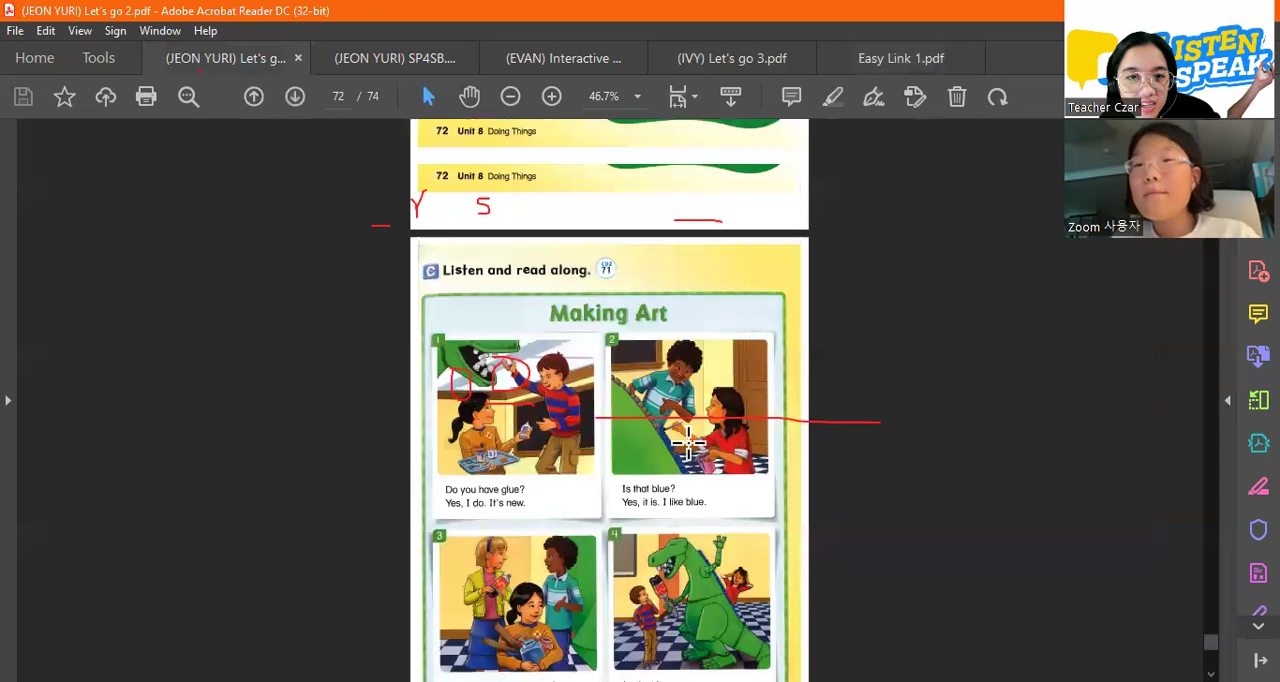 (JEON YURI) Let's go 2.pdf - Adobe Acrobat Reader DC (32-bit)
File Edit View Sign Window Help
Home Tools (JEON YURI) Let's g... × (JEON YURI) SP4SB.... (EVAN) Interactive ... (IVY) Let's go 3.pdf Easy Link 1.pdf
72 / 74 46.7%
LISTEN
SPEAK
Teacher Czar
Zoom 사용자
72 Unit 8 Doing Things
72 Unit 8 Doing Things
Y S
C Listen and read along. CD2 71
Making Art
1
2
Do you have glue?
Yes, I do. It's new.
Is that blue?
Yes, it is. I like blue.
3
4